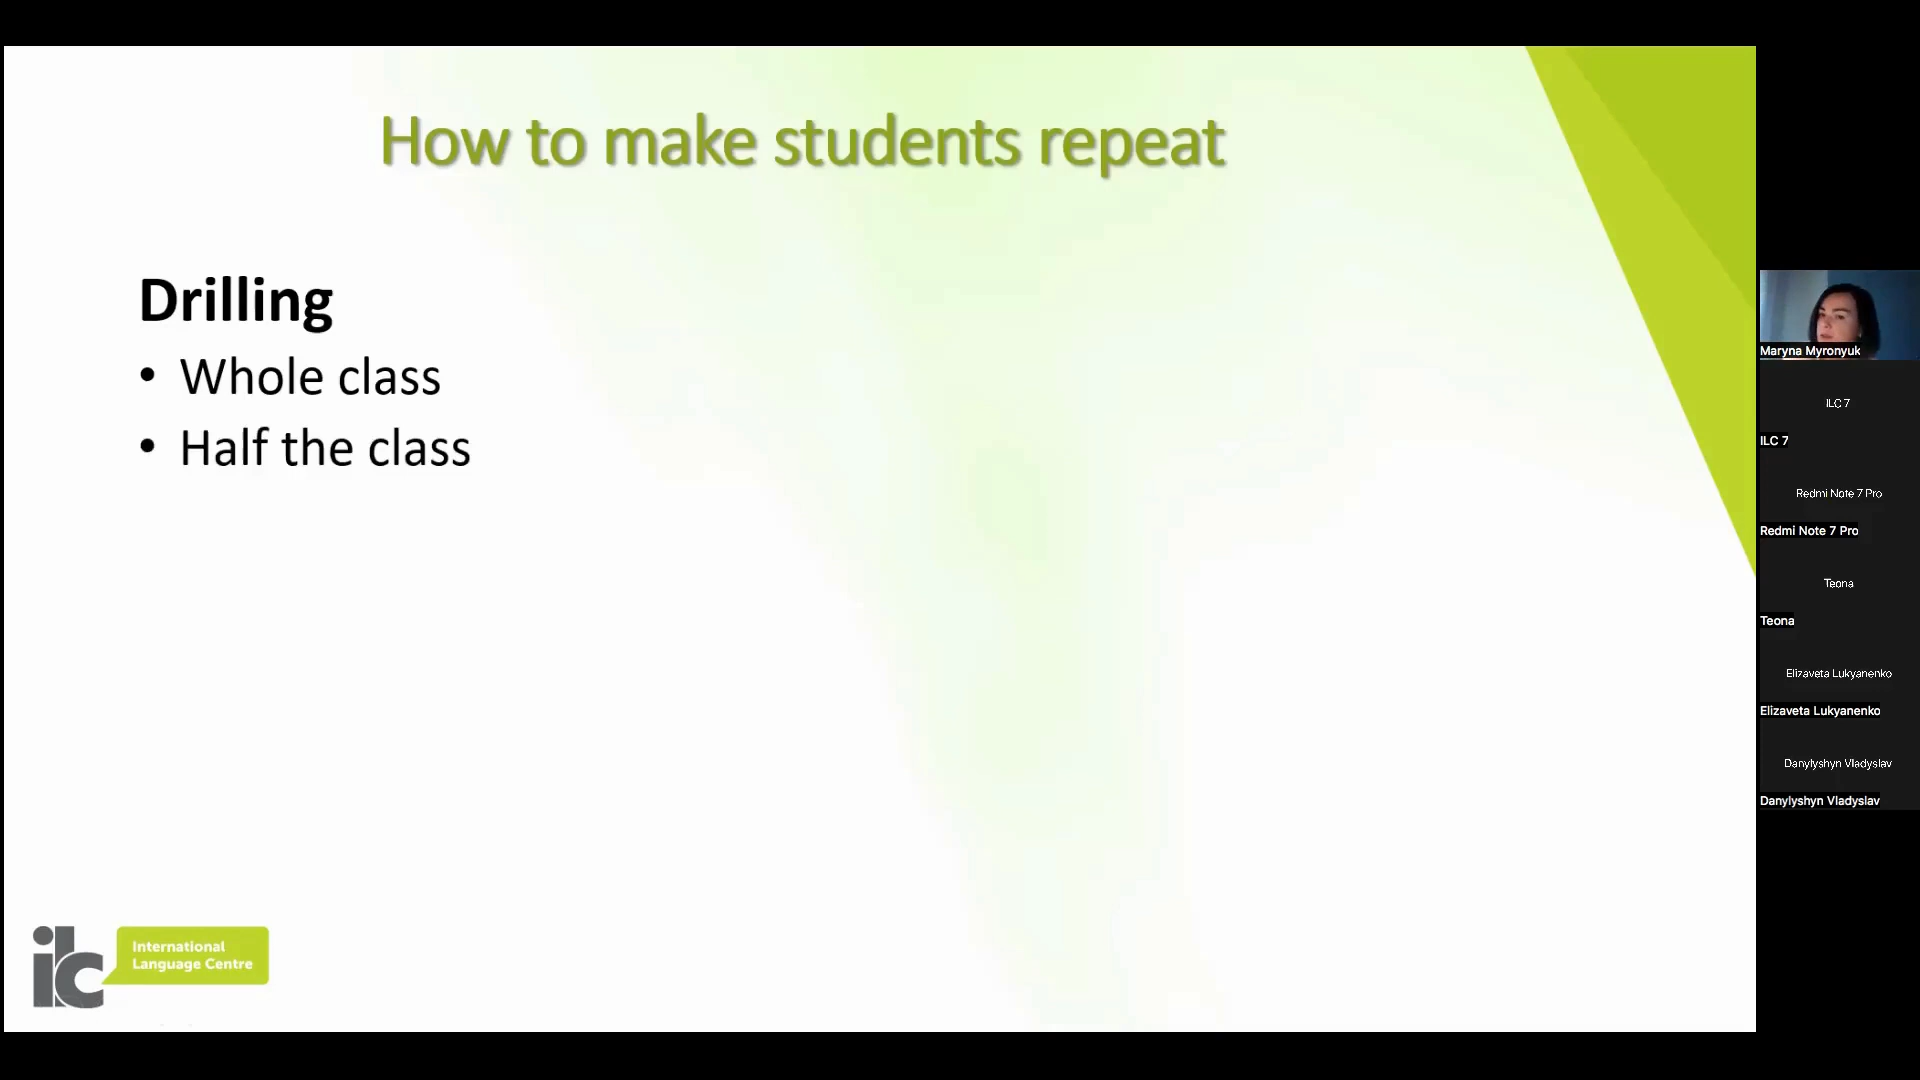 How to make students repeat
Drilling
• Whole class
• Half the class
ilc
International
Language Centre
Maryna Myronyuk
ILC 7
ILC 7
Redmi Note 7 Pro
Redmi Note 7 Pro
Teona
Teona
Elizaveta Lukyanenko
Elizaveta Lukyanenko
Danylyshyn Vladyslav
Danylyshyn Vladyslav